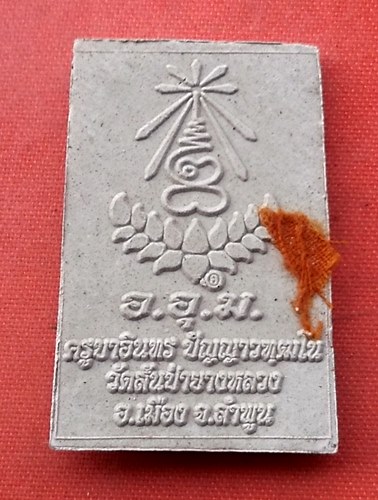 อ.อุ.ม.
ครูบาอินทร ปัญญาวฑฺฒโน
วัดสันป่ายางหลวง
อ.เมือง จ.ลำพูน